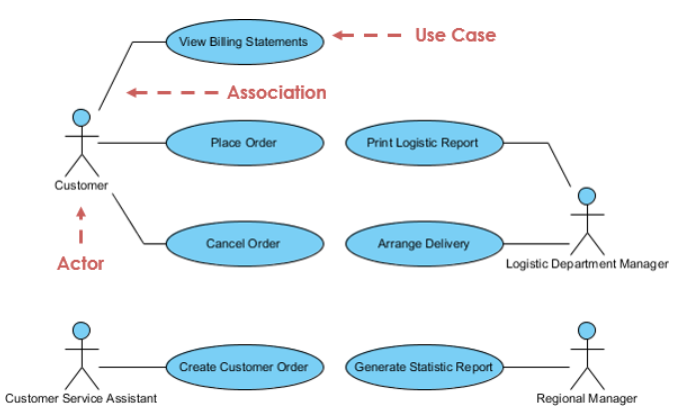 View Billing Statements
Use Case
Association
Place Order
Print Logistic Report
Customer
Cancel Order
Arrange Delivery
Actor
Logistic Department Manager
Create Customer Order
Generate Statistic Report
Customer Service Assistant
Regional Manager